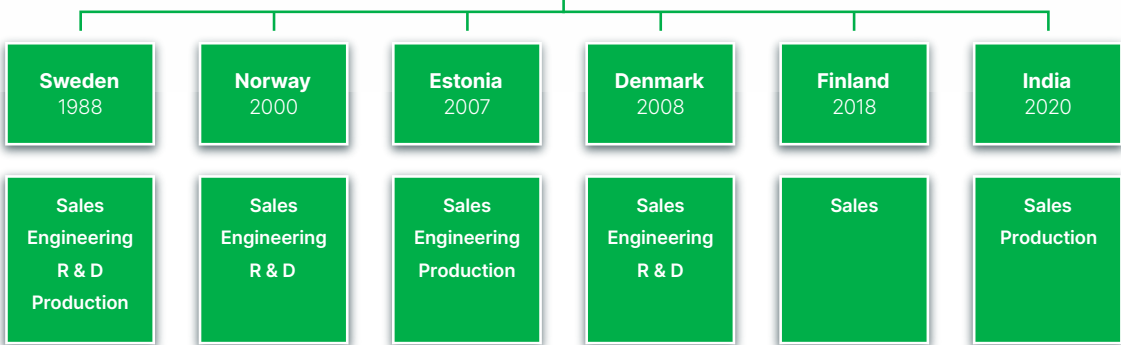 Sweden
1988
Norway
2000
Estonia
2007
Denmark
2008
Finland
2018
India
2020
Sales
Engineering
R & D
Production
Sales
Engineering
R & D
Sales
Engineering
Production
Sales
Engineering
R & D
Sales
Sales
Production